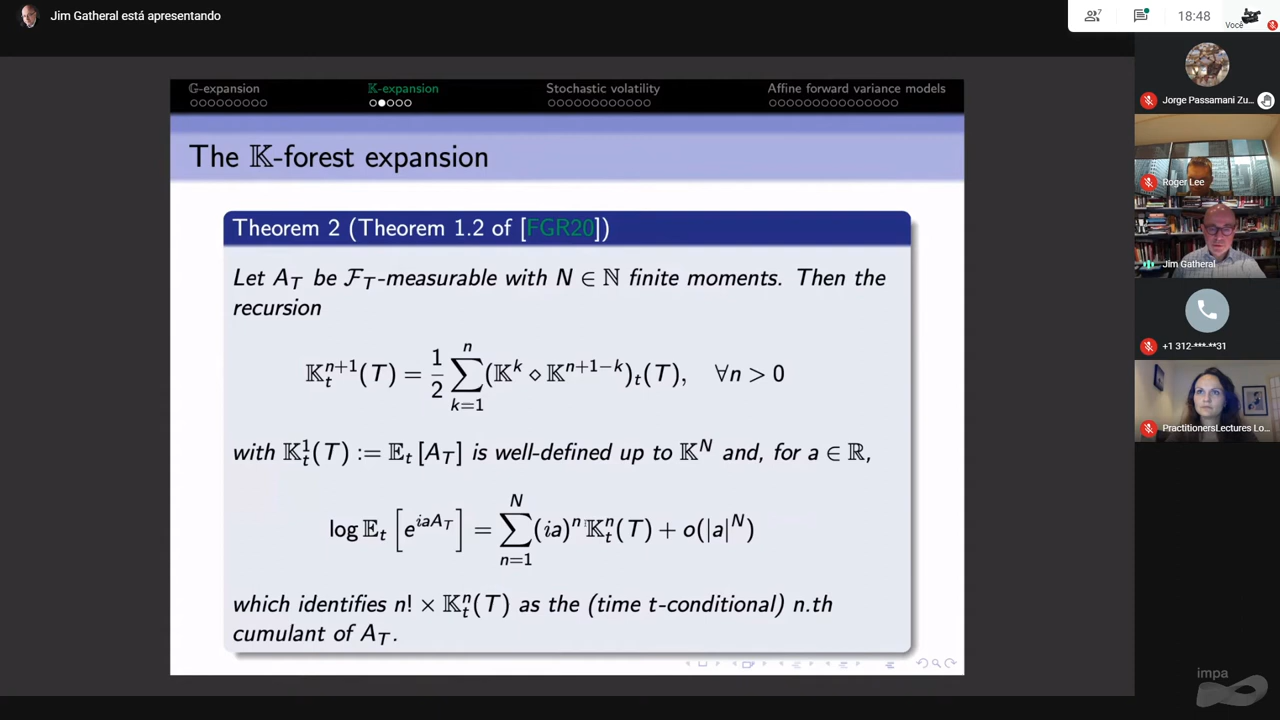 Jim Gatheral está apresentando
7
18:48
Você
G-expansion
𝕂-expansion
Stochastic volatility
Affine forward variance models
The 𝕂-forest expansion
Theorem 2 (Theorem 1.2 of [FGR20])
Let A_T be ℱ_T-measurable with N ∈ ℕ finite moments. Then the
recursion
𝕂_t^{n+1}(T) = 1/2 ∑_{k=1}^{n} (𝕂^k ⋄ 𝕂^{n+1−k})_t(T), ∀n > 0
with 𝕂_t^1(T) := 𝔼_t [A_T] is well-defined up to 𝕂^N and, for a ∈ ℝ,
log 𝔼_t [e^{iaA_T}] = ∑_{n=1}^{N} (ia)^n 𝕂_t^n(T) + o(|a|^N)
which identifies n! × 𝕂_t^n(T) as the (time t-conditional) n.th
cumulant of A_T.
Jorge Passamani Zu...
Roger Lee
Jim Gatheral
+1 312-***-**31
PractitionersLectures Lo...
impa